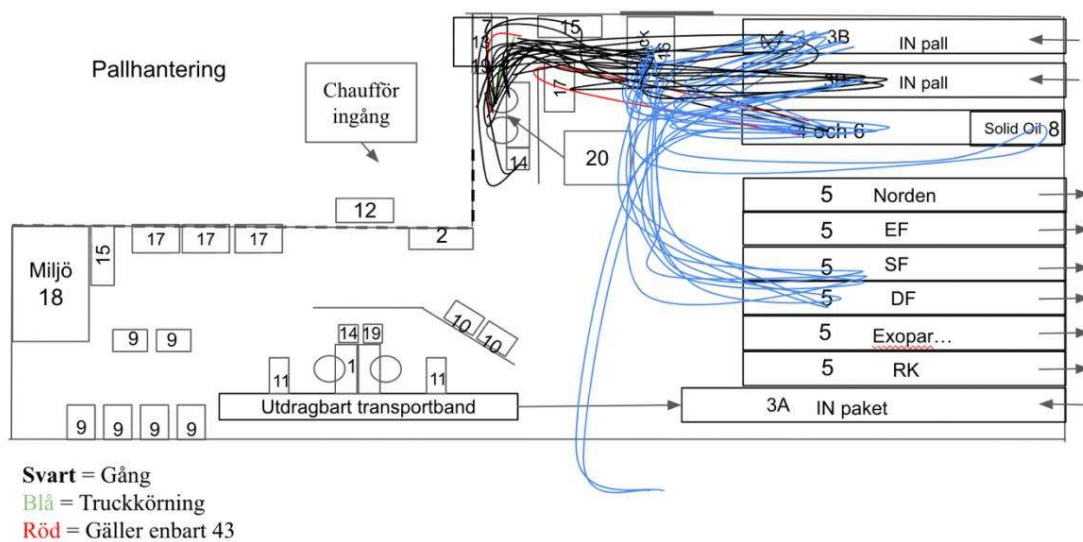 7
15
13
ck
16
3B
IN pall
Pallhantering
17
IN pall
Chaufför
ingång
4 och 6
Solid Oil 8
14
20
5 Norden
12
5 EF
17 17 17
2
15
5 SF
Miljö
18
5 DF
10
10
14 19
9 9
5 Exopar…
1
11
11
5 RK
Utdragbart transportband
3A IN paket
9 9 9 9
Svart = Gång
Blå = Truckkörning
Röd = Gäller enbart 43